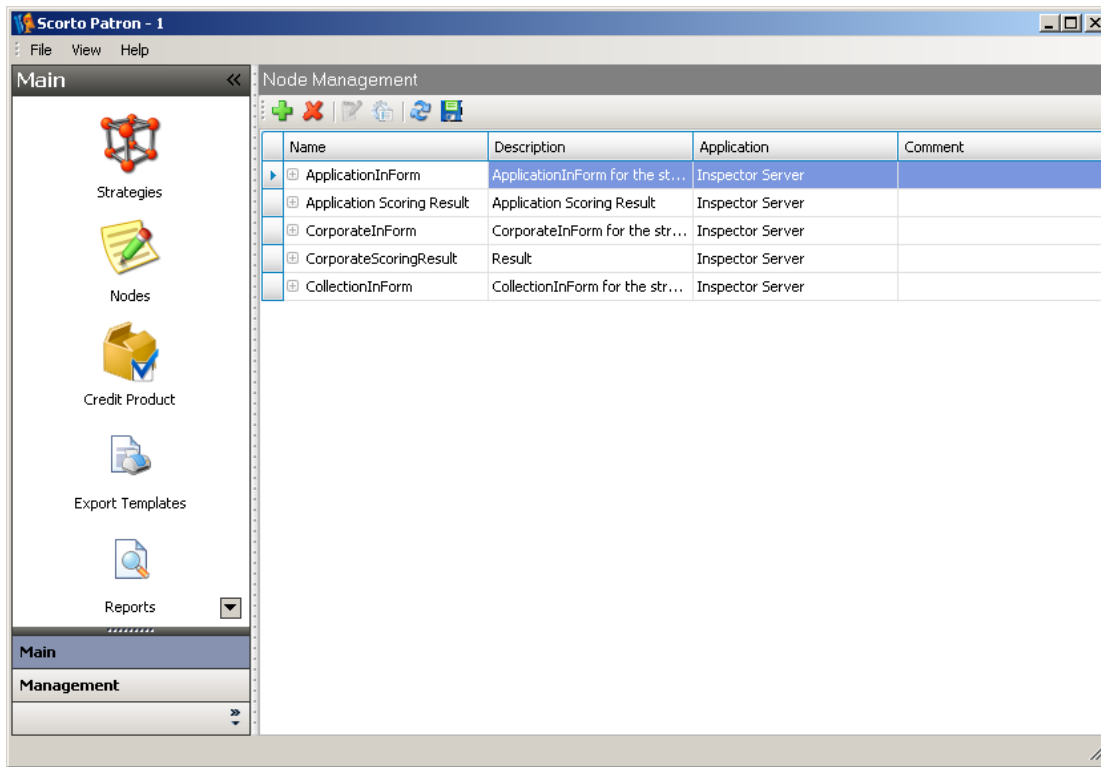 Scorto Patron - 1
File View Help
Main
Node Management
Name Description Application Comment
ApplicationInForm ApplicationInForm for the st... Inspector Server
Application Scoring Result Application Scoring Result Inspector Server
CorporateInForm CorporateInForm for the str... Inspector Server
CorporateScoringResult Result Inspector Server
CollectionInForm CollectionInForm for the str... Inspector Server
Strategies
Nodes
Credit Product
Export Templates
Reports
Main
Management